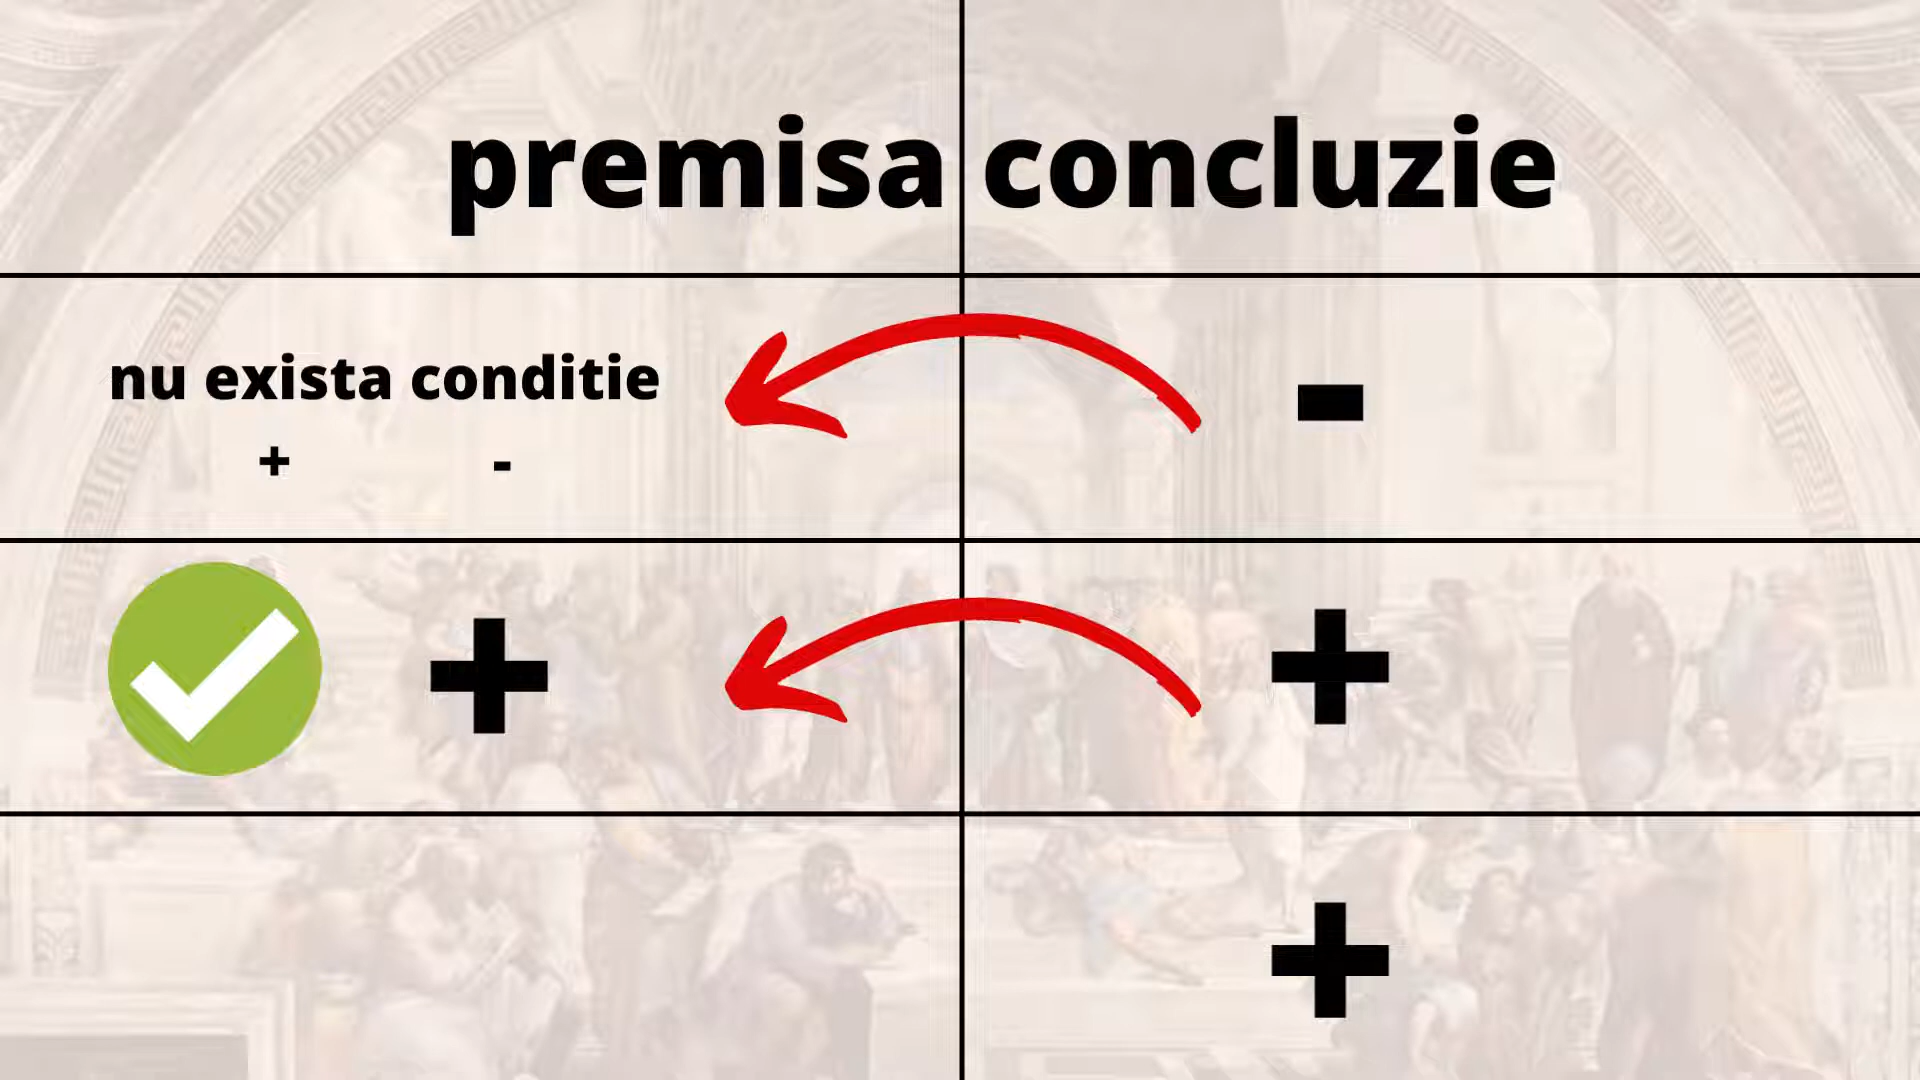 premisa concluzie
nu exista conditie -
+ -
+ +
+